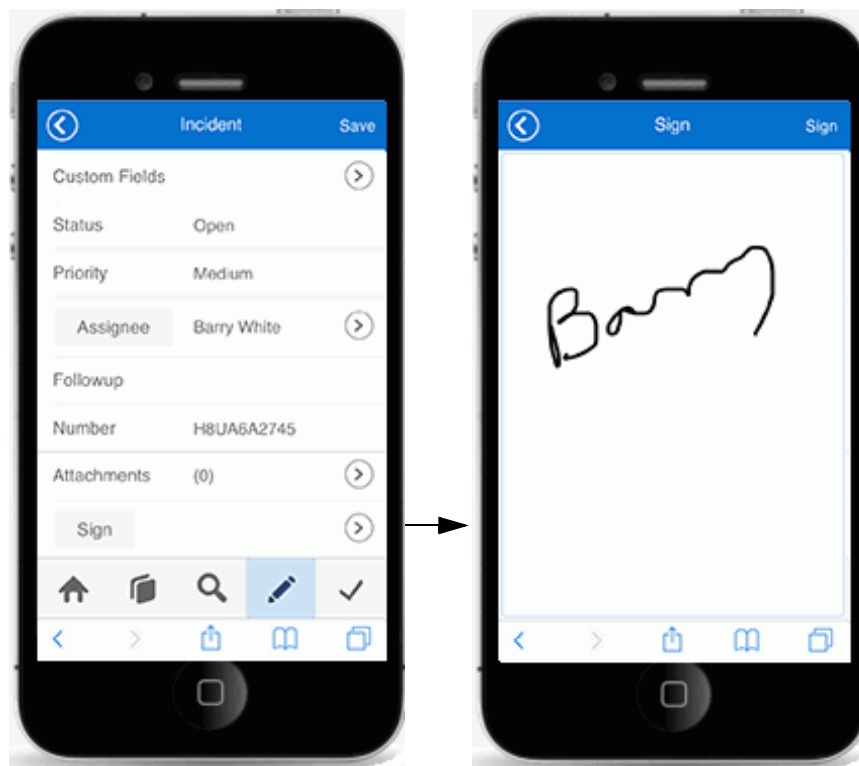 Incident Save
Custom Fields
Status Open
Priority Medium
Assignee Barry White
Followup
Number H8UA6A2745
Attachments (0)
Sign
Sign Sign
Barry